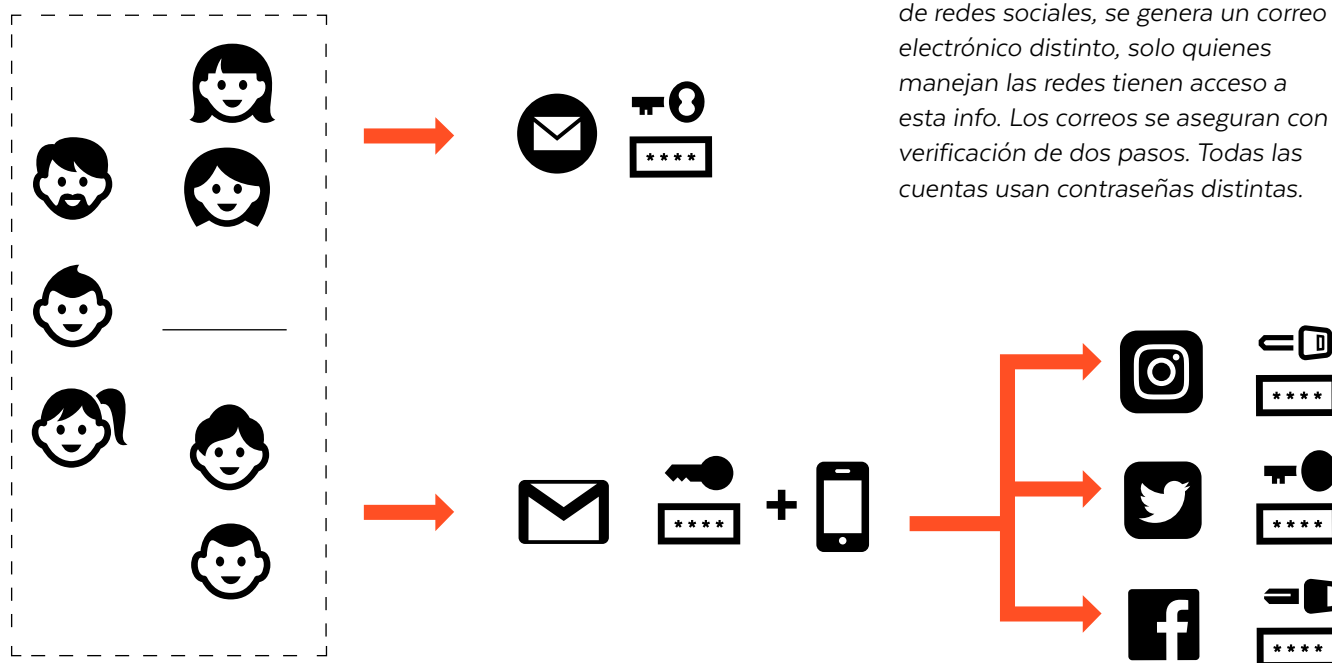 de redes sociales, se genera un correo
electrónico distinto, solo quienes
manejan las redes tienen acceso a
esta info. Los correos se aseguran con
verificación de dos pasos. Todas las
cuentas usan contraseñas distintas.
****
****
****
****
****